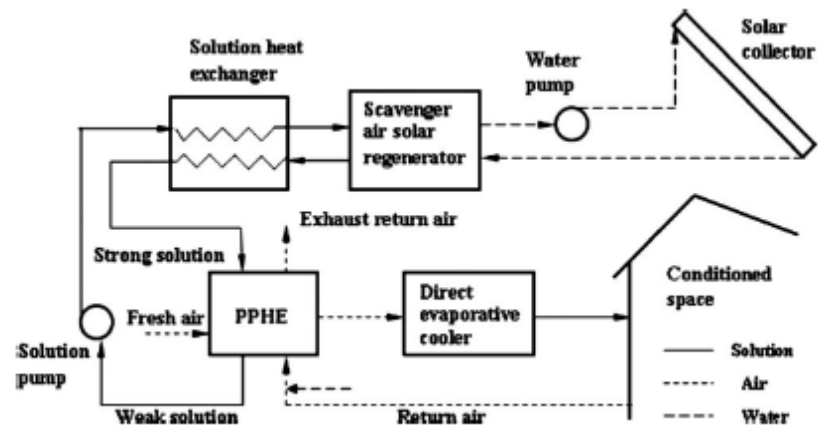 Solution heat
exchanger
Solar
collector
Water
pump
Scavenger
air solar
regenerator
Exhaust return air
Strong solution
Conditioned
space
Fresh air
PPHE
Direct
evaporative
cooler
Solution
pump
Solution
Air
Water
Weak solution
Return air